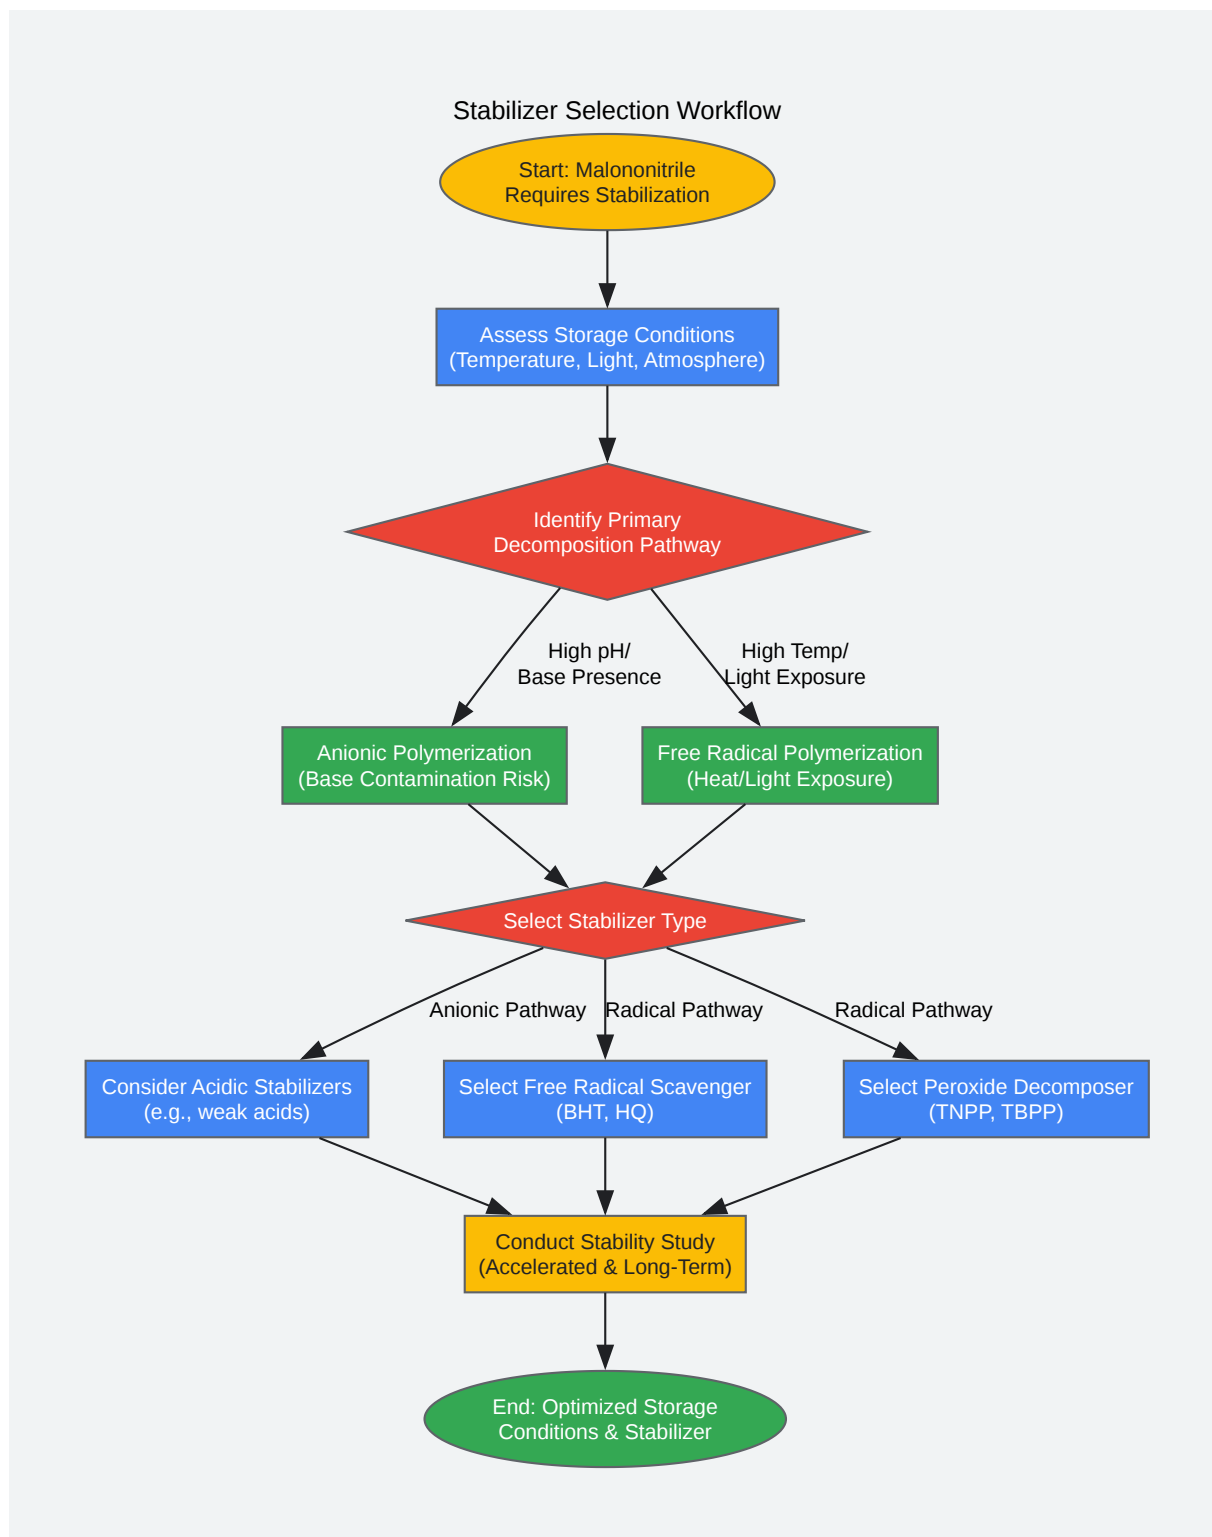 Stabilizer Selection Workflow
Start: Malononitrile
Requires Stabilization
Assess Storage Conditions
(Temperature, Light, Atmosphere)
Identify Primary
Decomposition Pathway
High pH/
Base Presence
High Temp/
Light Exposure
Anionic Polymerization
(Base Contamination Risk)
Free Radical Polymerization
(Heat/Light Exposure)
Select Stabilizer Type
Anionic Pathway
Radical Pathway
Radical Pathway
Consider Acidic Stabilizers
(e.g., weak acids)
Select Free Radical Scavenger
(BHT, HQ)
Select Peroxide Decomposer
(TNPP, TBPP)
Conduct Stability Study
(Accelerated & Long-Term)
End: Optimized Storage
Conditions & Stabilizer